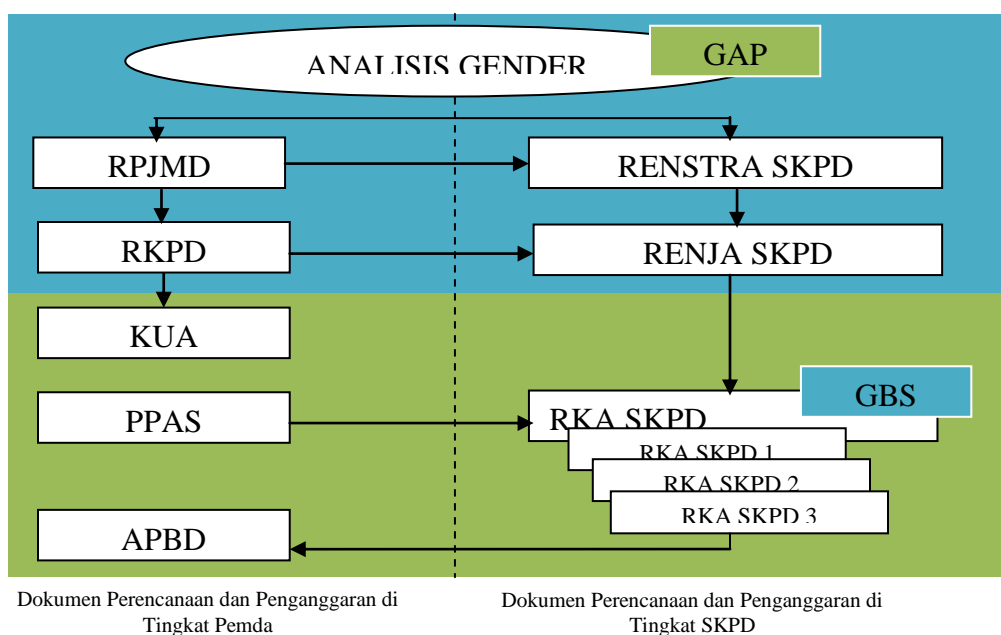 ANALISIS GENDER
GAP
RPJMD
RENSTRA SKPD
RKPD
RENJA SKPD
KUA
GBS
PPAS
RKA SKPD
RKA SKPD 1
RKA SKPD 2
RKA SKPD 3
APBD
Dokumen Perencanaan dan Penganggaran di
Tingkat Pemda
Dokumen Perencanaan dan Penganggaran di
Tingkat SKPD